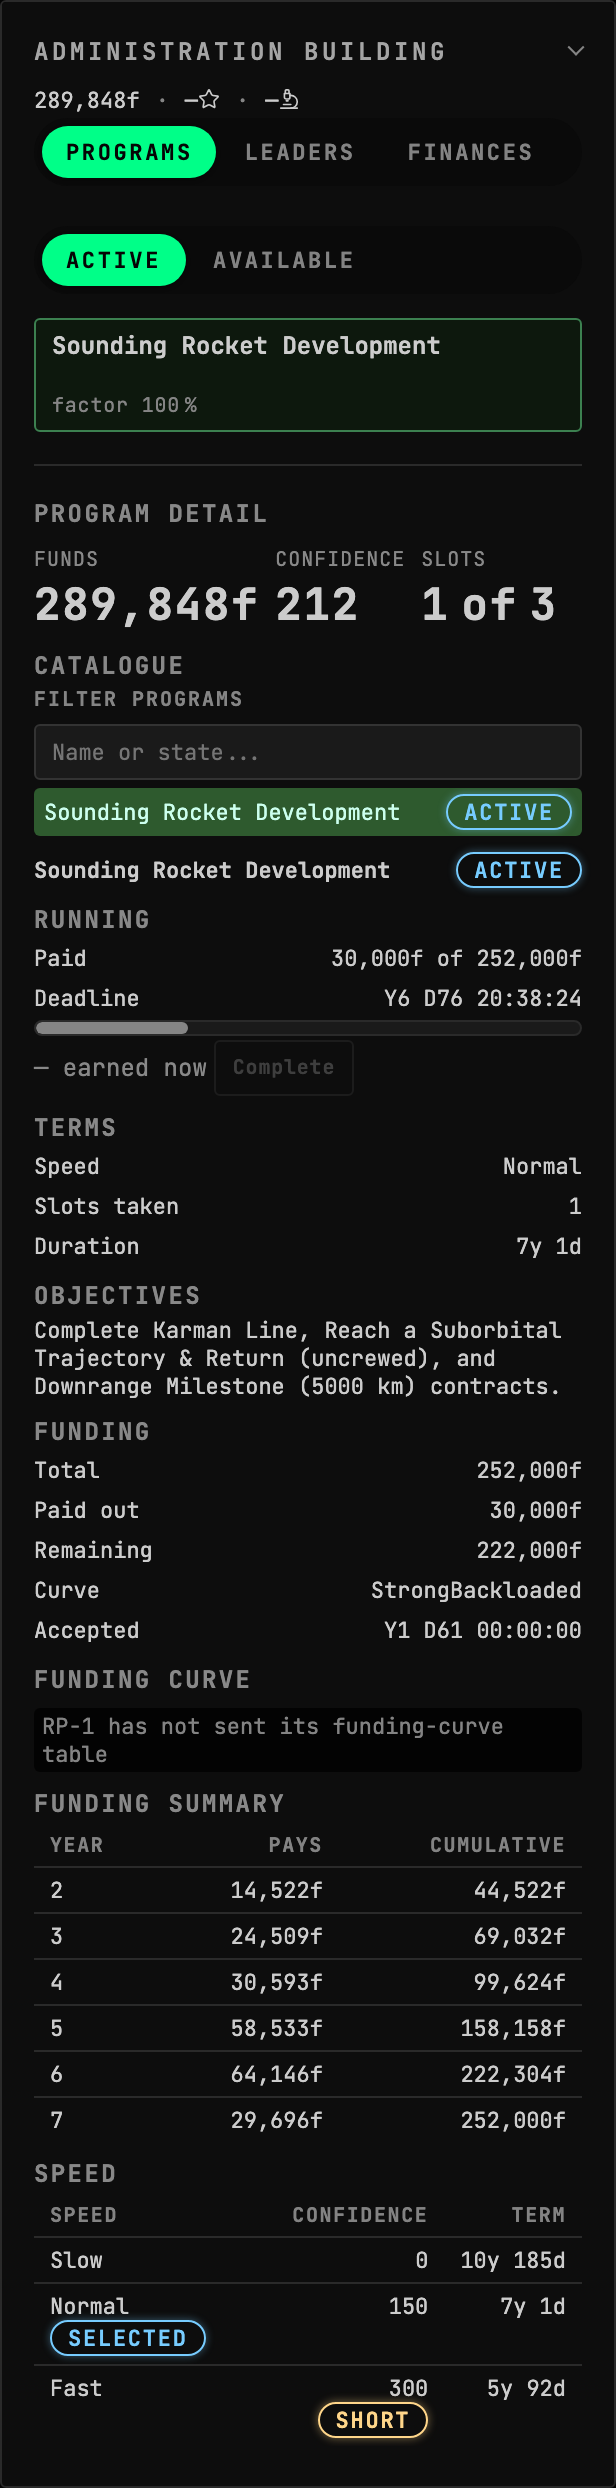 ADMINISTRATION BUILDING
289,848f · —☆ · —
PROGRAMS LEADERS FINANCES
ACTIVE AVAILABLE
Sounding Rocket Development
factor 100%
PROGRAM DETAIL
FUNDS CONFIDENCE SLOTS
289,848f 212 1 of 3
CATALOGUE
FILTER PROGRAMS
Name or state...
Sounding Rocket Development ACTIVE
Sounding Rocket Development ACTIVE
RUNNING
Paid 30,000f of 252,000f
Deadline Y6 D76 20:38:24
— earned now Complete
TERMS
Speed Normal
Slots taken 1
Duration 7y 1d
OBJECTIVES
Complete Karman Line, Reach a Suborbital
Trajectory & Return (uncrewed), and
Downrange Milestone (5000 km) contracts.
FUNDING
Total 252,000f
Paid out 30,000f
Remaining 222,000f
Curve StrongBackloaded
Accepted Y1 D61 00:00:00
FUNDING CURVE
RP-1 has not sent its funding-curve
table
FUNDING SUMMARY
YEAR PAYS CUMULATIVE
2 14,522f 44,522f
3 24,509f 69,032f
4 30,593f 99,624f
5 58,533f 158,158f
6 64,146f 222,304f
7 29,696f 252,000f
SPEED
SPEED CONFIDENCE TERM
Slow 0 10y 185d
Normal 150 7y 1d
SELECTED
Fast 300 5y 92d
SHORT